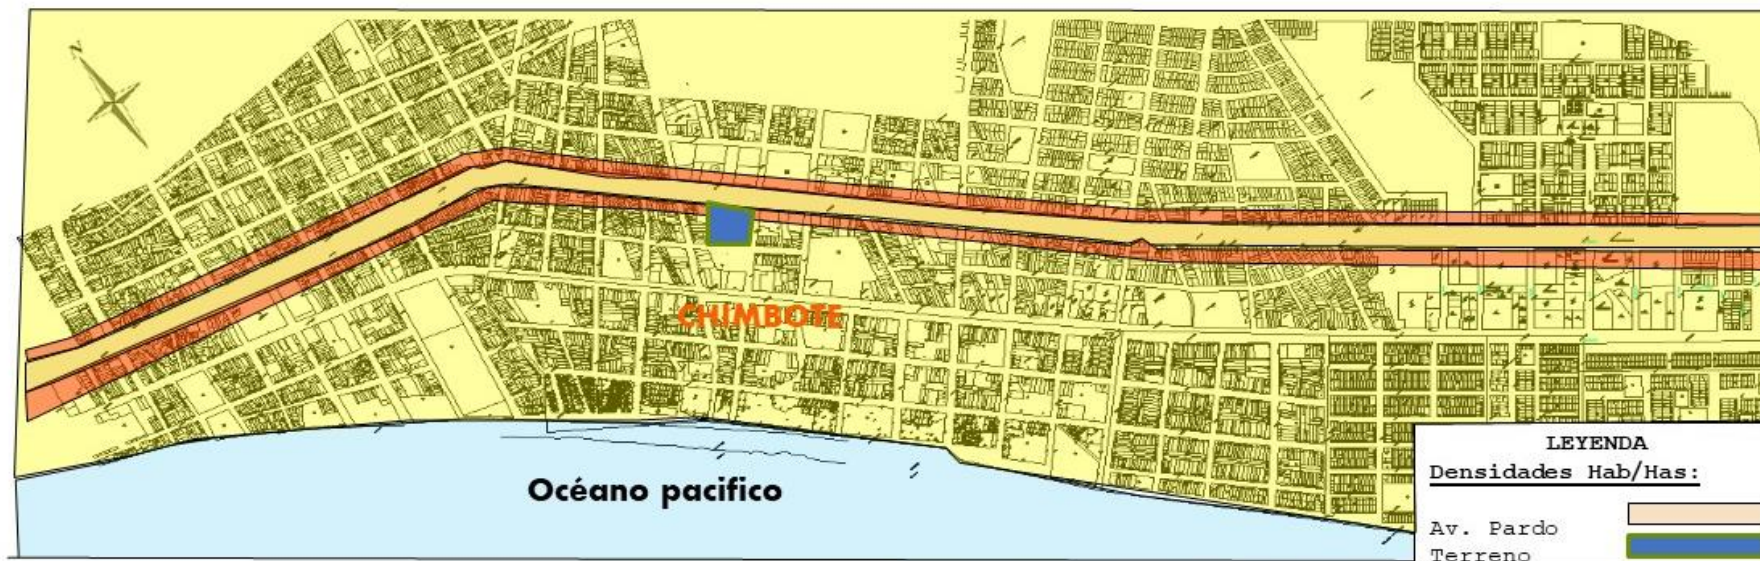 N
CHIMBOTE
Océano pacifico
LEYENDA
Densidades Hab/Has:
Av. Pardo
Terreno